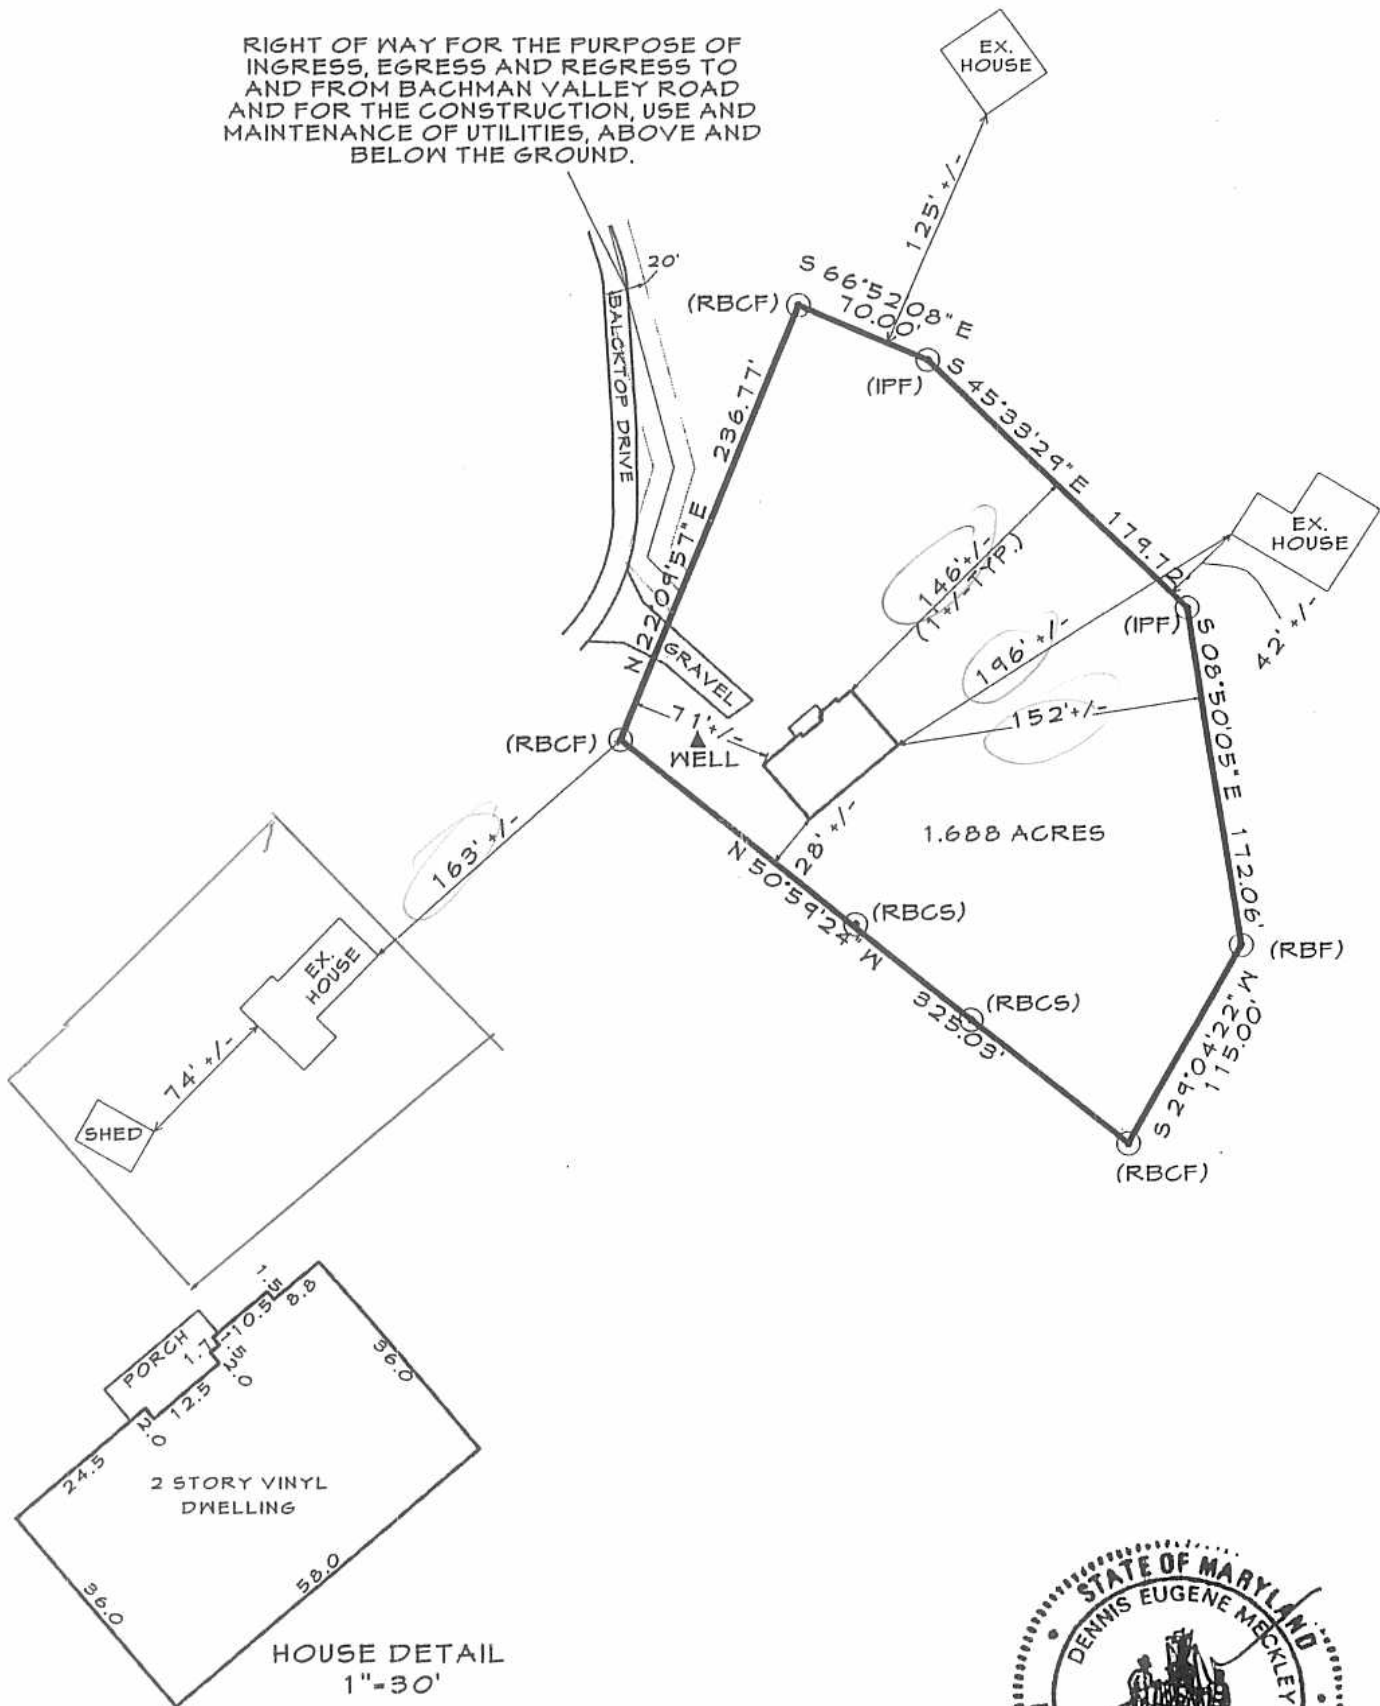 RIGHT OF WAY FOR THE PURPOSE OF
INGRESS, EGRESS AND REGRESS TO
AND FROM BACHMAN VALLEY ROAD
AND FOR THE CONSTRUCTION, USE AND
MAINTENANCE OF UTILITIES, ABOVE AND
BELOW THE GROUND.
EX.
HOUSE
125' +/-
20'
BALCKTOP DRIVE
(RBCF)
S 66°52'08" E
70.00'
(IPF)
S 45°33'29" E
179.72'
N 22°09'57" E
236.77'
EX.
HOUSE
42' +/-
(IPF)
146' +/-
(1' +/- TYP.)
196' +/-
152' +/-
S 08°50'05" E 172.06'
GRAVEL
71' +/-
WELL
(RBCF)
28' +/-
1.688 ACRES
163' +/-
N 50°59'24" W
325.03'
(RBCS)
(RBCS)
(RBF)
S 29°04'22" W
115.00'
(RBCF)
EX.
HOUSE
74' +/-
SHED
1.5
8.8
10.5
1.5
1.7
2.0
PORCH
12.5
2.0
24.5
36.0
2 STORY VINYL
DWELLING
36.0
58.0
HOUSE DETAIL
1"=30'
STATE OF MARYLAND
DENNIS EUGENE MECKLEY